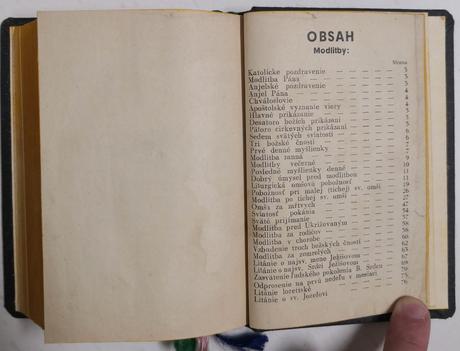 OBSAH
Modlitby:
Strana
Katolícke pozdravenie
Modlitba Pána
Anjelské pozdravenie
Anjel Pána
Chváloslovie
Apoštolské vyznanie viery
Hlavné prikázanie
Desatoro božích prikázaní
Pätoro cirkevných prikázaní
Sedem svätých sviatostí
Tri božské čnosti
Prvé denné myšlienky
Modlitba ranná
Modlitby večerné
Posledné myšlienky denné
Dobrý úmysel pred modlitbou
Liturgická omšová pobožnosť
Pobožnosť pri malej (tichej) sv. omši
Modlitba po tichej sv. omši
Omša za mŕtvych
Sviatosť pokánia
Sväté prijímanie
Modlitba pred Ukrižovaným
Modlitba za rodičov
Modlitba v chorobe
Vzbudenie troch božských čností
Modlitba za zomrelých
Litánie o najsv. mene Ježišovom
Litánie o najsv. Srdci Ježišovom
Zasvätenie ľudského pokolenia B. Srdcu
Odprosenie na prvú nedeľu v mesiaci
Litánie loretské
Litánie o sv. Jozefovi